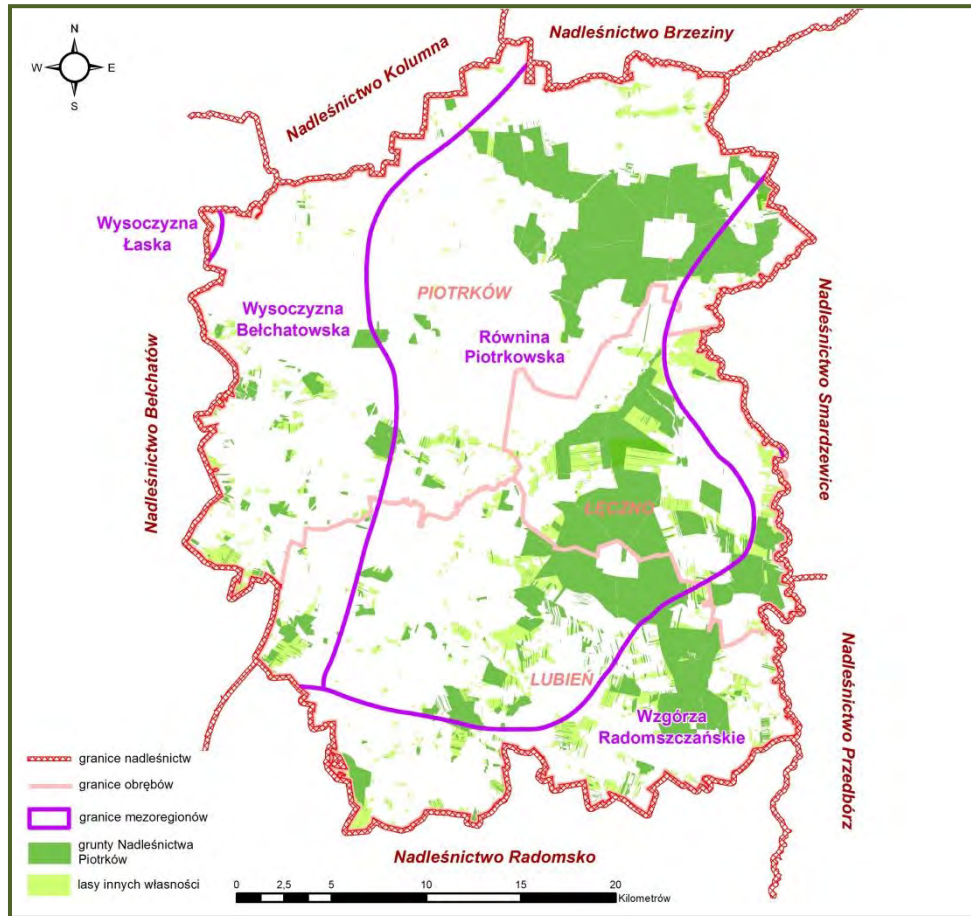 Nadleśnictwo Brzeziny
N
W
E
S
Nadleśnictwo Kolumna
Wysoczyzna
Łaska
PIOTRKÓW
Wysoczyzna
Bełchatowska
Równina
Piotrkowska
Nadleśnictwo Bełchatów
Nadleśnictwo Smardzewice
ŁĘCZNO
LUBIEŃ
Wzgórza
Radomszczańskie
Nadleśnictwo Przedbórz
granice nadleśnictw
granice obrębów
granice mezoregionów
grunty Nadleśnictwa
Piotrków
lasy innych własności
Nadleśnictwo Radomsko
0 2,5 5 10 15 20
Kilometrów